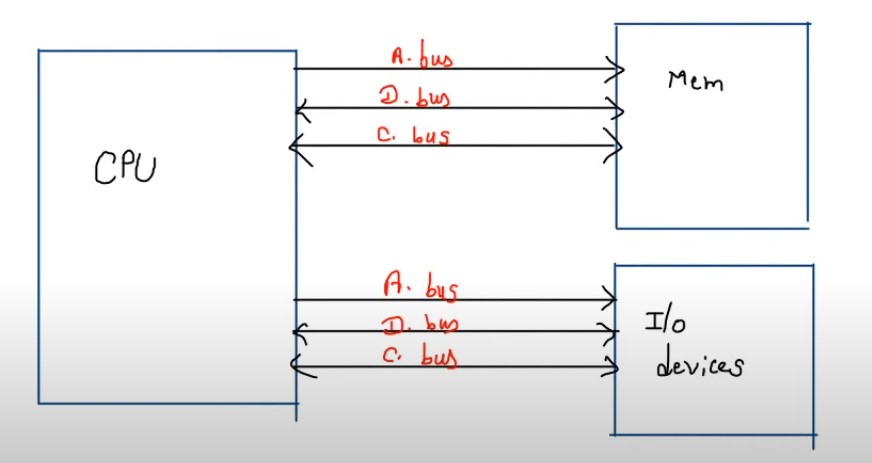 A. bus
D. bus
C. bus
Mem
CPU
A. bus
D. bus
C. bus
I/o
devices